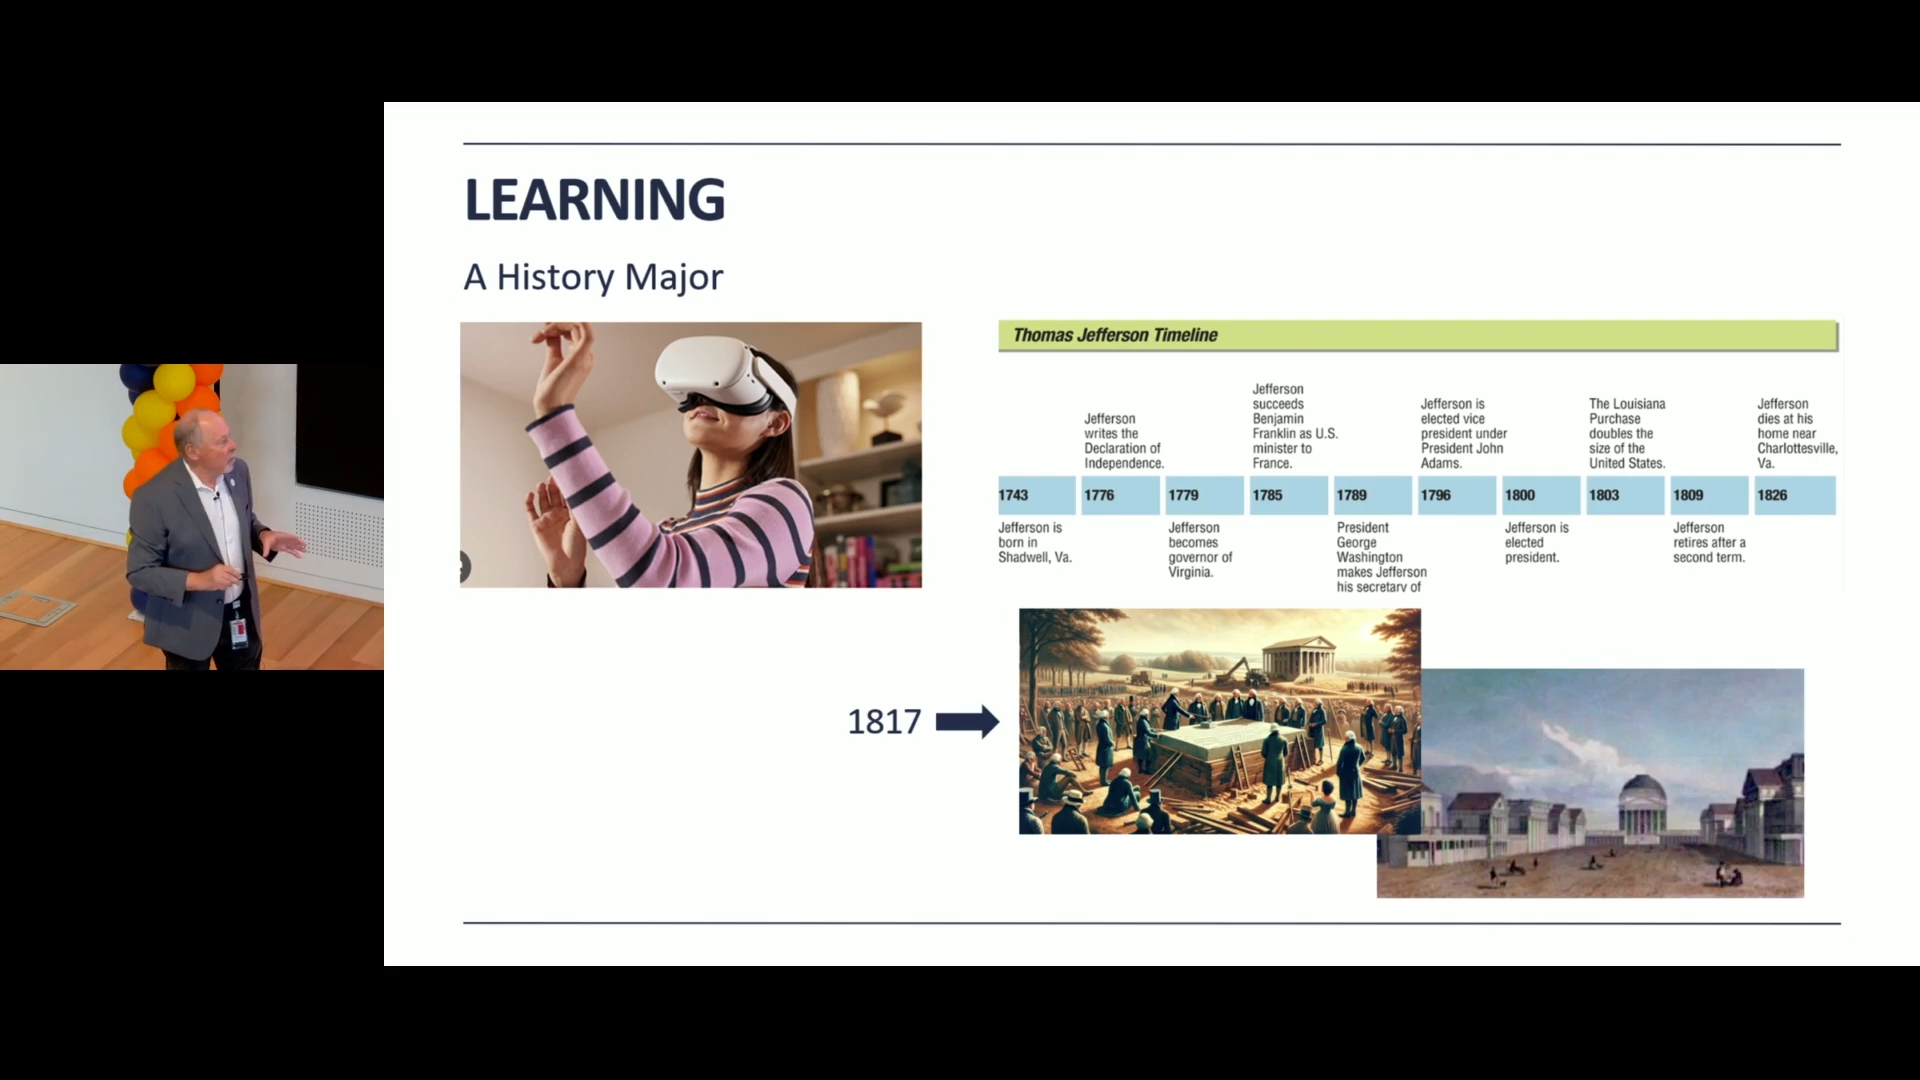 LEARNING
A History Major
Thomas Jefferson Timeline
Jefferson
writes the
Declaration of
Independence.
Jefferson
succeeds
Benjamin
Franklin as U.S.
minister to
France.
Jefferson is
elected vice
president under
President John
Adams.
The Louisiana
Purchase
doubles the
size of the
United States.
Jefferson
dies at his
home near
Charlottesville,
Va.
1743 1776 1779 1785 1789 1796 1800 1803 1809 1826
Jefferson is
born in
Shadwell, Va.
Jefferson
becomes
governor of
Virginia.
President
George
Washington
makes Jefferson
his secretary of
Jefferson is
elected
president.
Jefferson
retires after a
second term.
1817